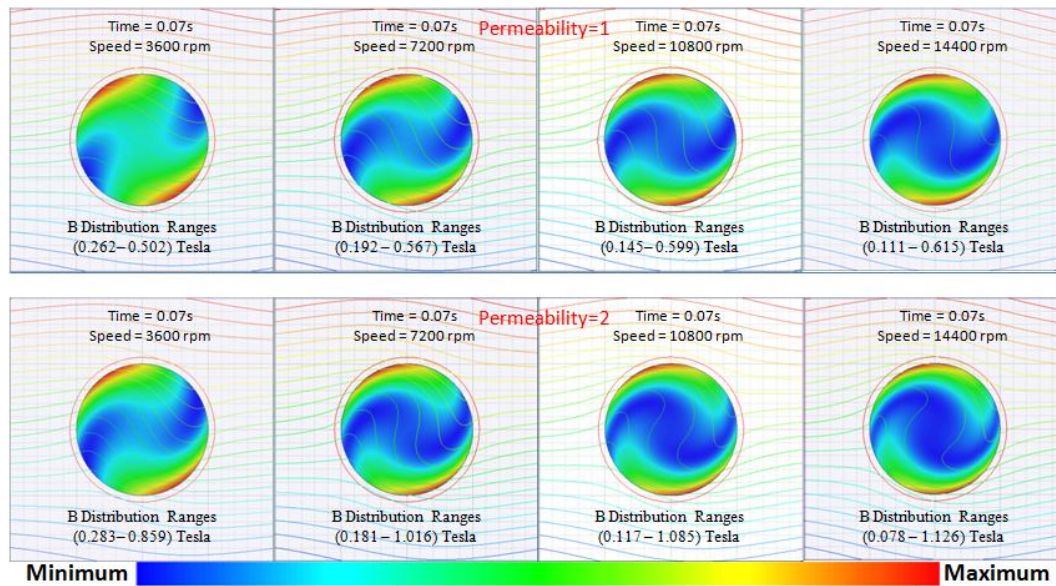 Permeability=1
Time = 0.07s
Speed = 3600 rpm
B Distribution Ranges
(0.262–0.502) Tesla
Time = 0.07s
Speed = 7200 rpm
B Distribution Ranges
(0.192–0.567) Tesla
Time = 0.07s
Speed = 10800 rpm
B Distribution Ranges
(0.145–0.599) Tesla
Time = 0.07s
Speed = 14400 rpm
B Distribution Ranges
(0.111–0.615) Tesla
Permeability=2
Time = 0.07s
Speed = 3600 rpm
B Distribution Ranges
(0.283–0.859) Tesla
Time = 0.07s
Speed = 7200 rpm
B Distribution Ranges
(0.181–1.016) Tesla
Time = 0.07s
Speed = 10800 rpm
B Distribution Ranges
(0.117–1.085) Tesla
Time = 0.07s
Speed = 14400 rpm
B Distribution Ranges
(0.078–1.126) Tesla
Minimum
Maximum